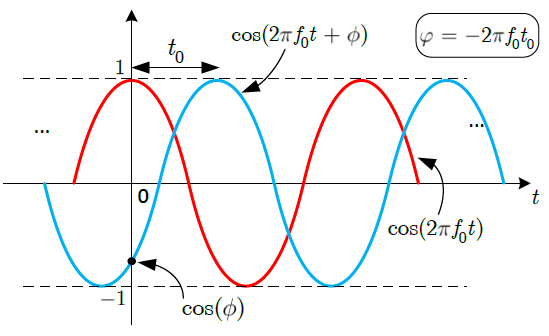 cos(2πf₀t + ϕ)
φ = −2πf₀t₀
t₀
1
...
...
0
t
cos(2πf₀t)
−1
cos(ϕ)